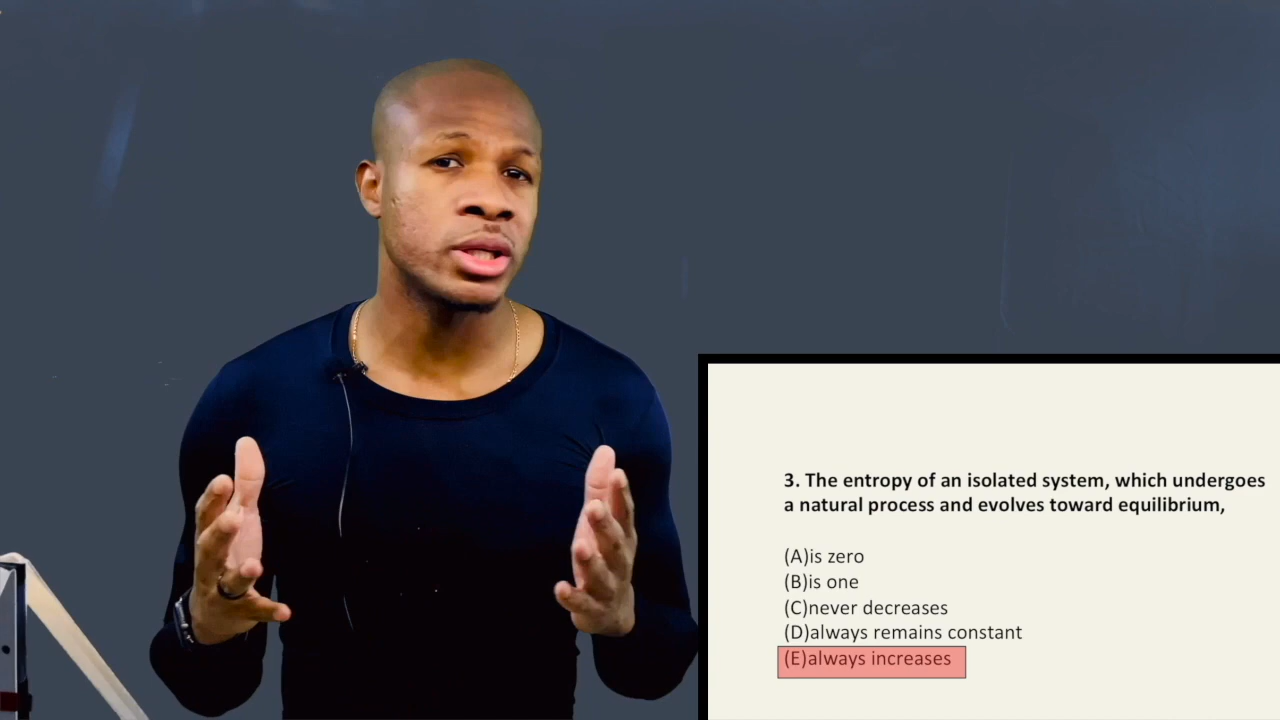 3. The entropy of an isolated system, which undergoes
a natural process and evolves toward equilibrium,
(A)is zero
(B)is one
(C)never decreases
(D)always remains constant
(E)always increases